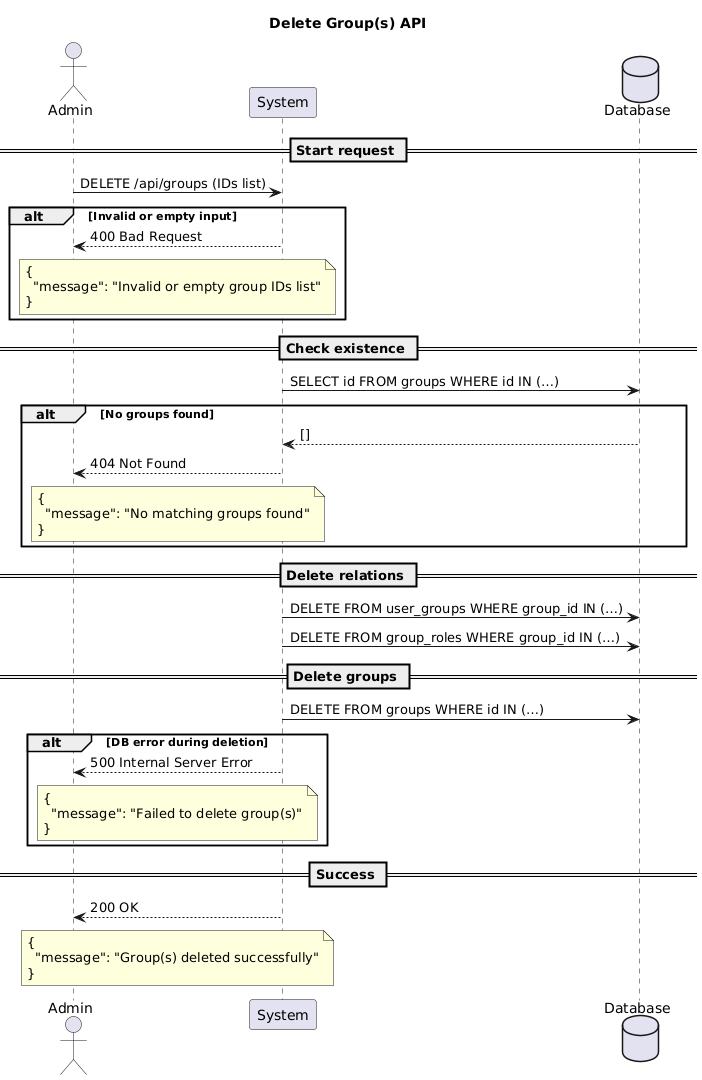 Delete Group(s) API
Admin
System
Database
Start request
DELETE /api/groups (IDs list)
alt [Invalid or empty input]
400 Bad Request
{
"message": "Invalid or empty group IDs list"
}
Check existence
SELECT id FROM groups WHERE id IN (...)
alt [No groups found]
[]
404 Not Found
{
"message": "No matching groups found"
}
Delete relations
DELETE FROM user_groups WHERE group_id IN (...)
DELETE FROM group_roles WHERE group_id IN (...)
Delete groups
DELETE FROM groups WHERE id IN (...)
alt [DB error during deletion]
500 Internal Server Error
{
"message": "Failed to delete group(s)"
}
Success
200 OK
{
"message": "Group(s) deleted successfully"
}
Admin
System
Database